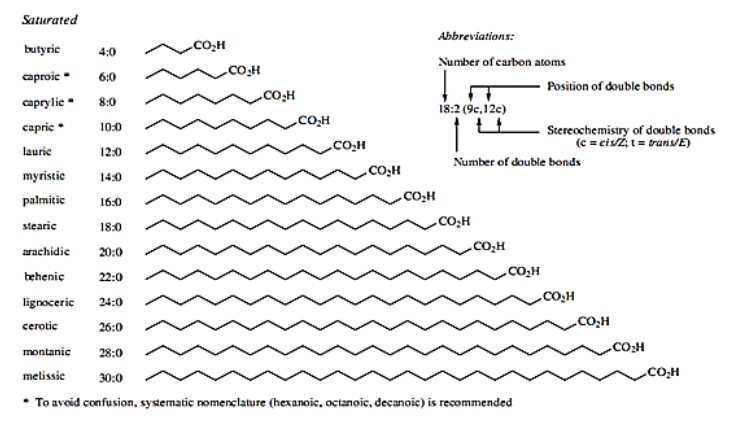 Saturated
butyric 4:0 CO₂H
caproic * 6:0 CO₂H
caprylic * 8:0 CO₂H
capric * 10:0 CO₂H
lauric 12:0 CO₂H
myristic 14:0 CO₂H
palmitic 16:0 CO₂H
stearic 18:0 CO₂H
arachidic 20:0 CO₂H
behenic 22:0 CO₂H
lignoceric 24:0 CO₂H
cerotic 26:0 CO₂H
montanic 28:0 CO₂H
melissic 30:0 CO₂H
* To avoid confusion, systematic nomenclature (hexanoic, octanoic, decanoic) is recommended
Abbreviations:
Number of carbon atoms
Position of double bonds
18:2 (9c,12c)
Stereochemistry of double bonds
(c = cis/Z; t = trans/E)
Number of double bonds